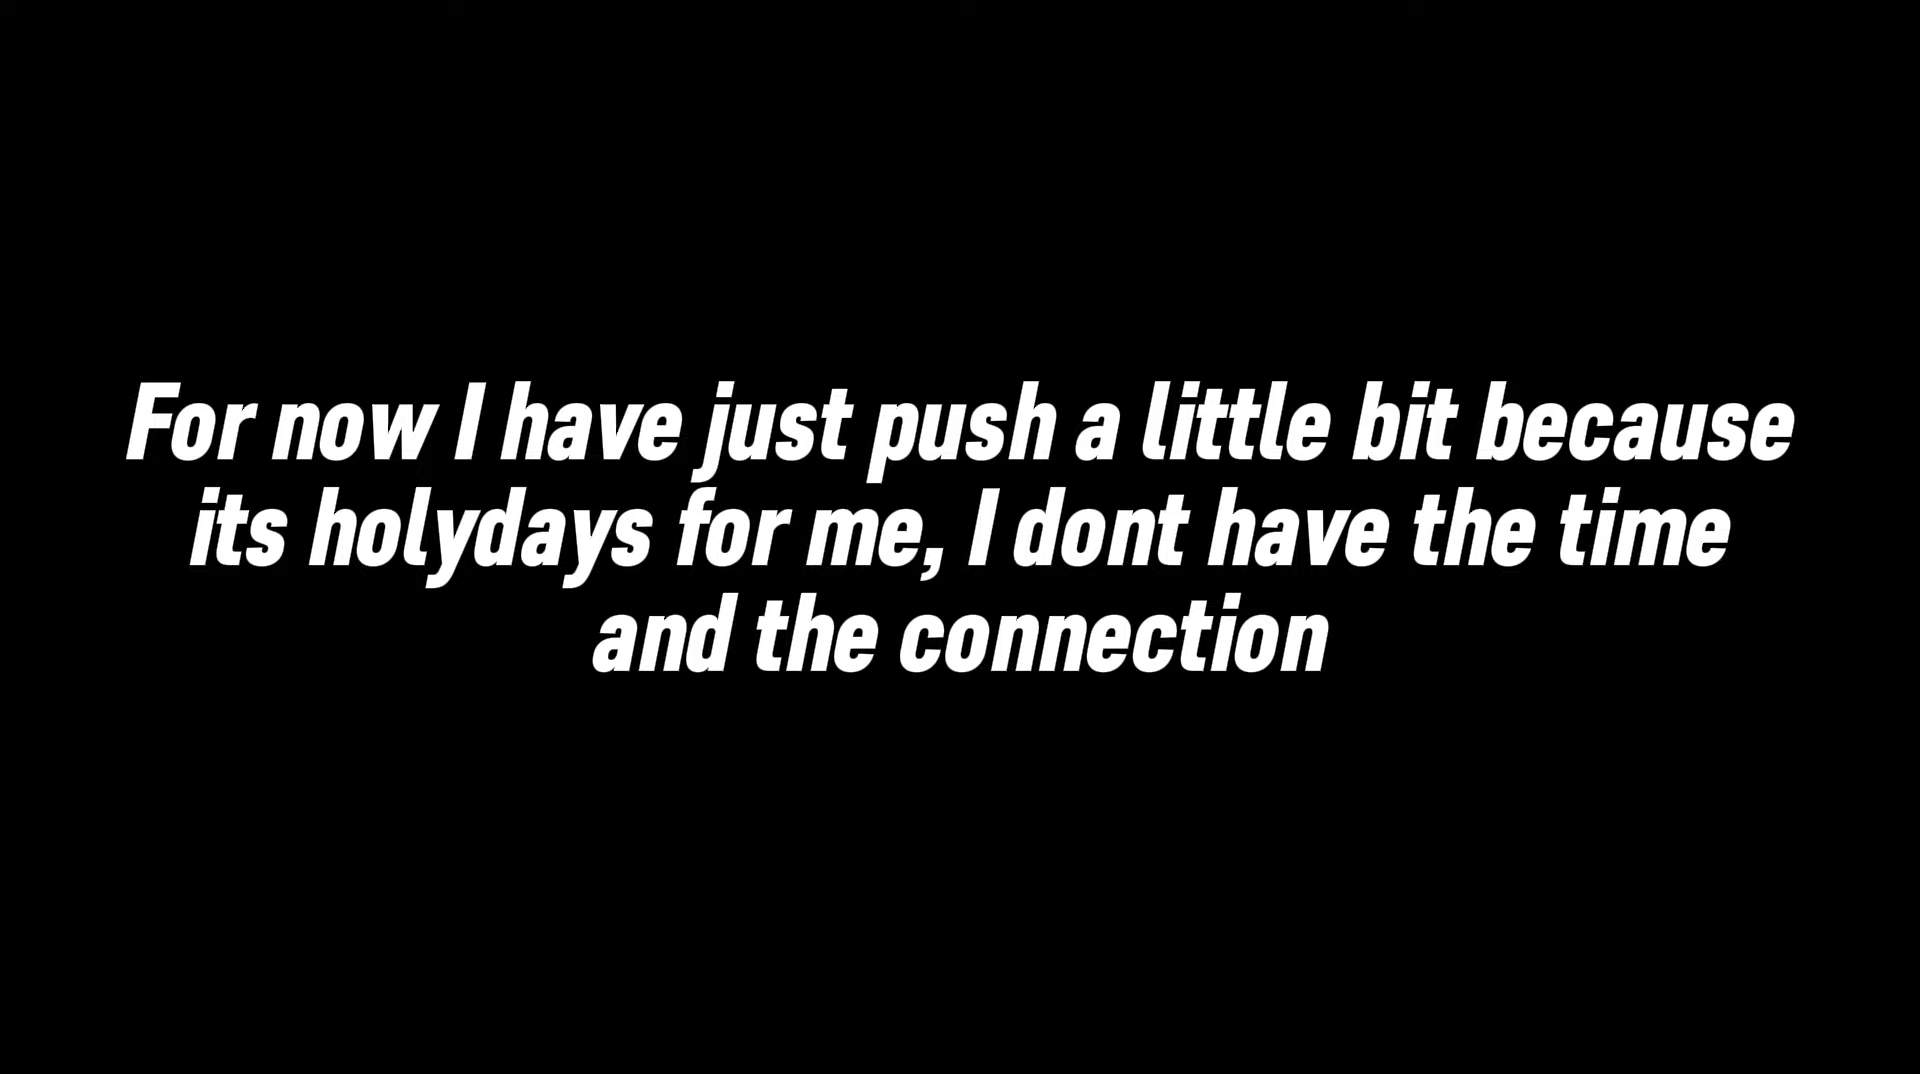 For now I have just push a little bit because
its holydays for me, I dont have the time
and the connection